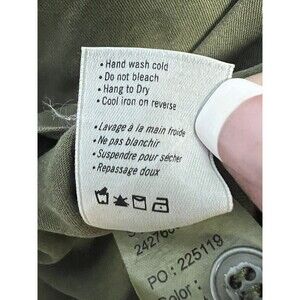 • Hand wash cold
• Do not bleach
• Hang to Dry
• Cool iron on reverse
• Lavage à la main froide
• Ne pas blanchir
• Suspendre pour sécher
• Repassage doux
PO : 225119
Color :